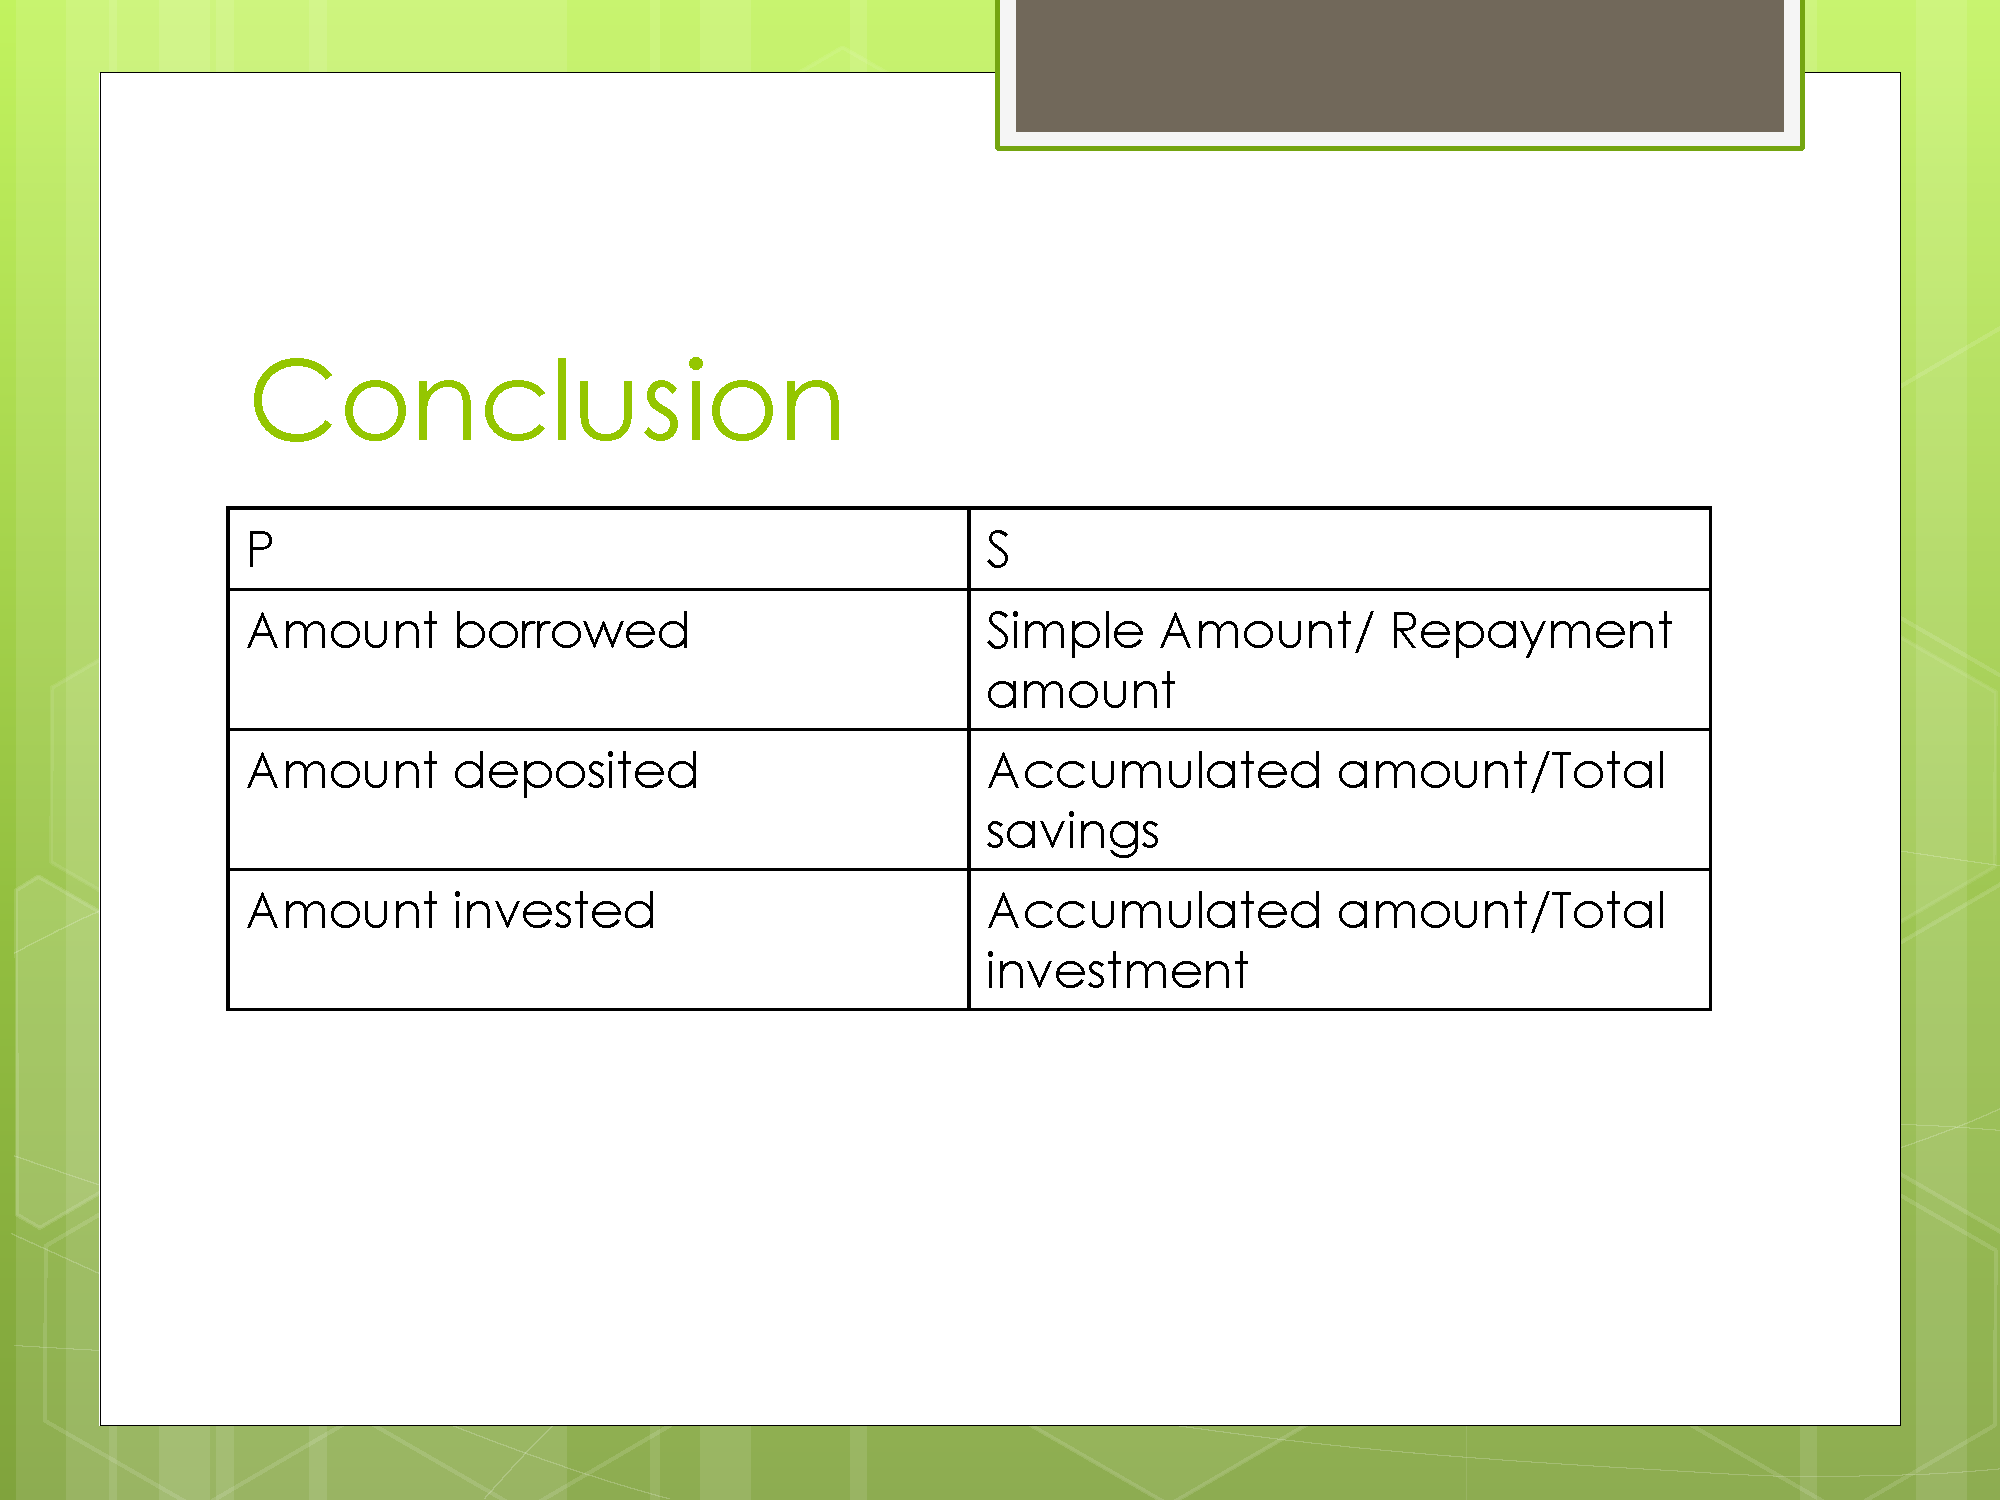 Conclusion
P
S
Amount borrowed
Simple Amount/ Repayment
amount
Amount deposited
Accumulated amount/Total
savings
Amount invested
Accumulated amount/Total
investment